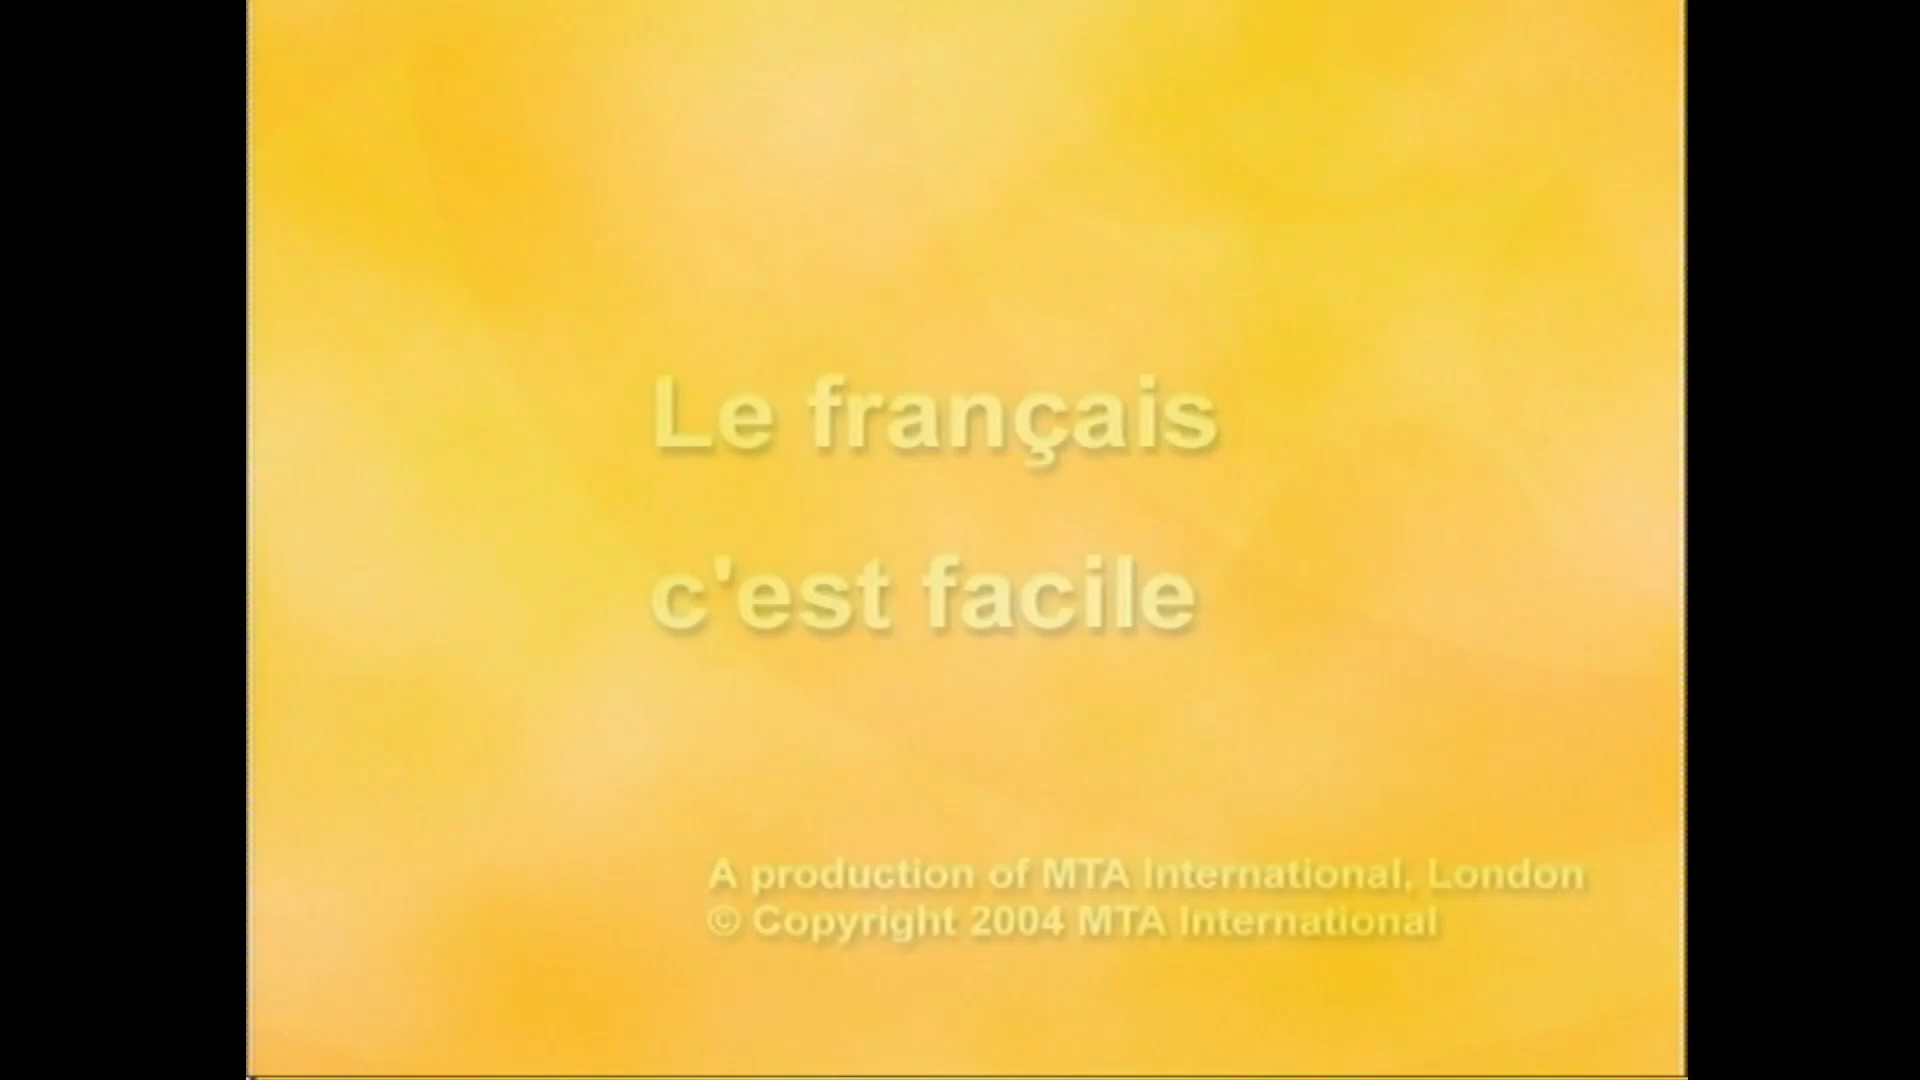 Le français
c'est facile
A production of MTA International, London
© Copyright 2004 MTA International